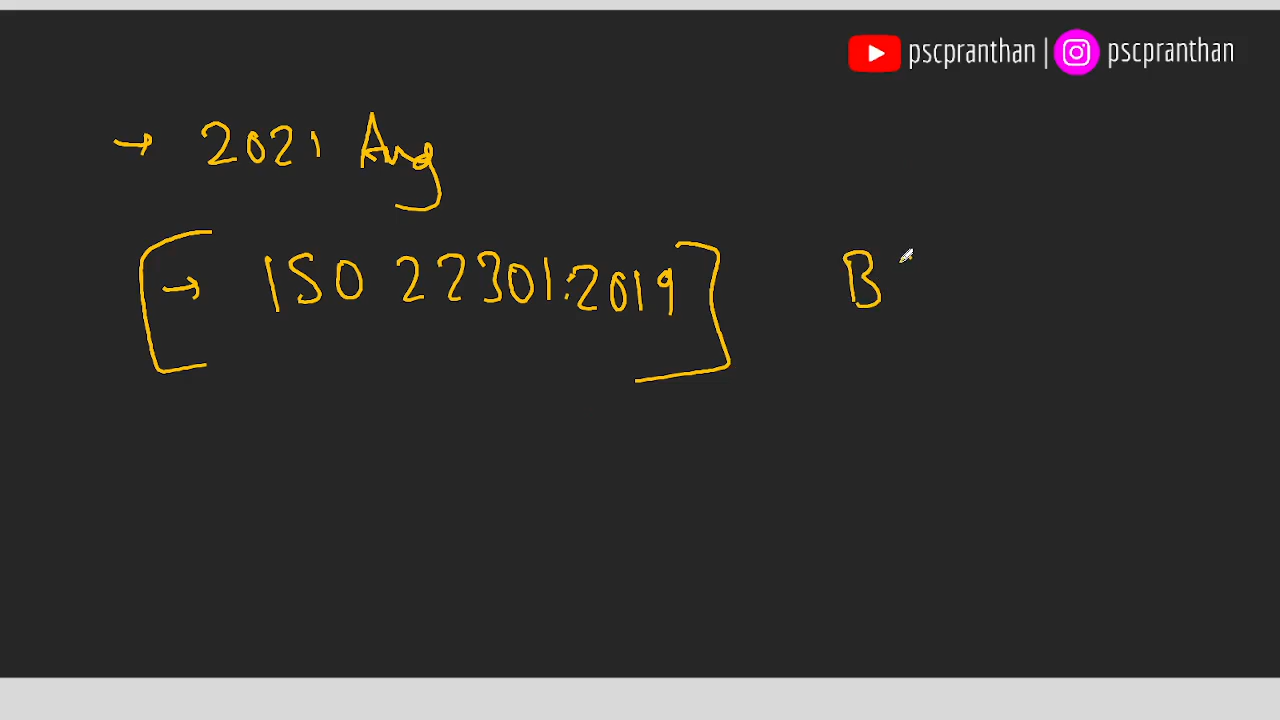 pscpranthan | pscpranthan
→ 2021 Aug
[→ ISO 22301:2019] B